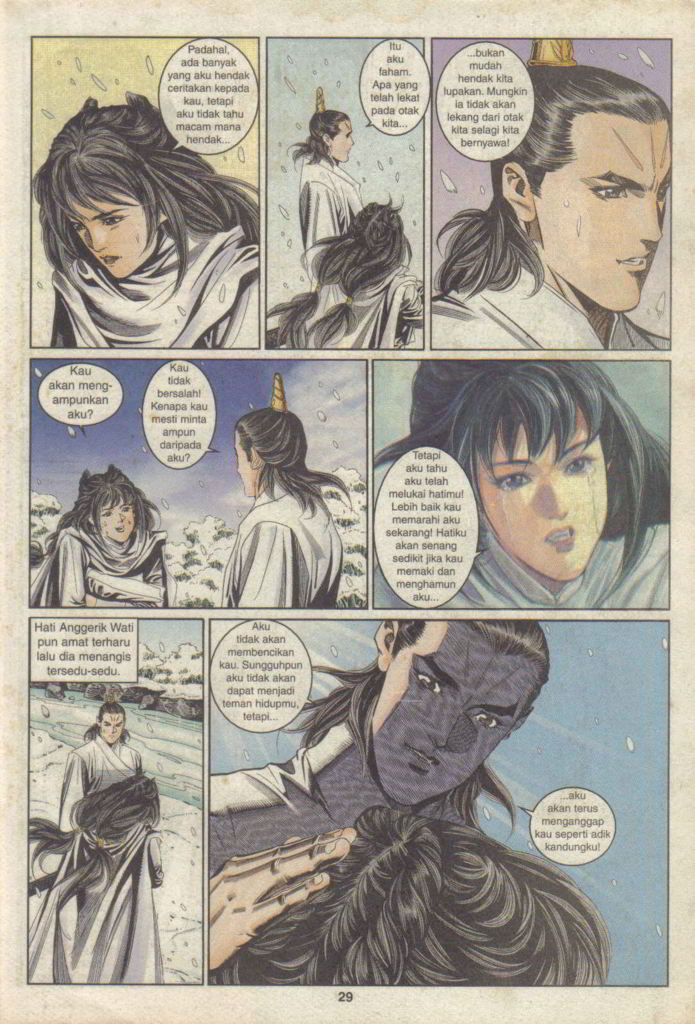 Padahal,
ada banyak
yang aku hendak
ceritakan kepada
kau, tetapi
aku tidak tahu
macam mana
hendak...
Itu
aku
faham.
Apa yang
telah lekat
pada otak
kita...
...bukan
mudah
hendak kita
lupakan. Mungkin
ia tidak akan
lekang dari otak
kita selagi kita
bernyawa!
Kau
akan meng-
ampunkan
aku?
Kau
tidak
bersalah!
Kenapa kau
mesti minta
ampun
daripada
aku?
Tetapi
aku tahu
aku telah
melukai hatimu!
Lebih baik kau
memarahi aku
sekarang! Hatiku
akan senang
sedikit jika kau
memaki dan
menghamun
aku...
Hati Anggerik Wati
pun amat terharu
lalu dia menangis
tersedu-sedu.
Aku
tidak akan
membencikan
kau. Sungguhpun
aku tidak akan
dapat menjadi
teman hidupmu,
tetapi...
...aku
akan terus
menganggap
kau seperti adik
kandungku!
29